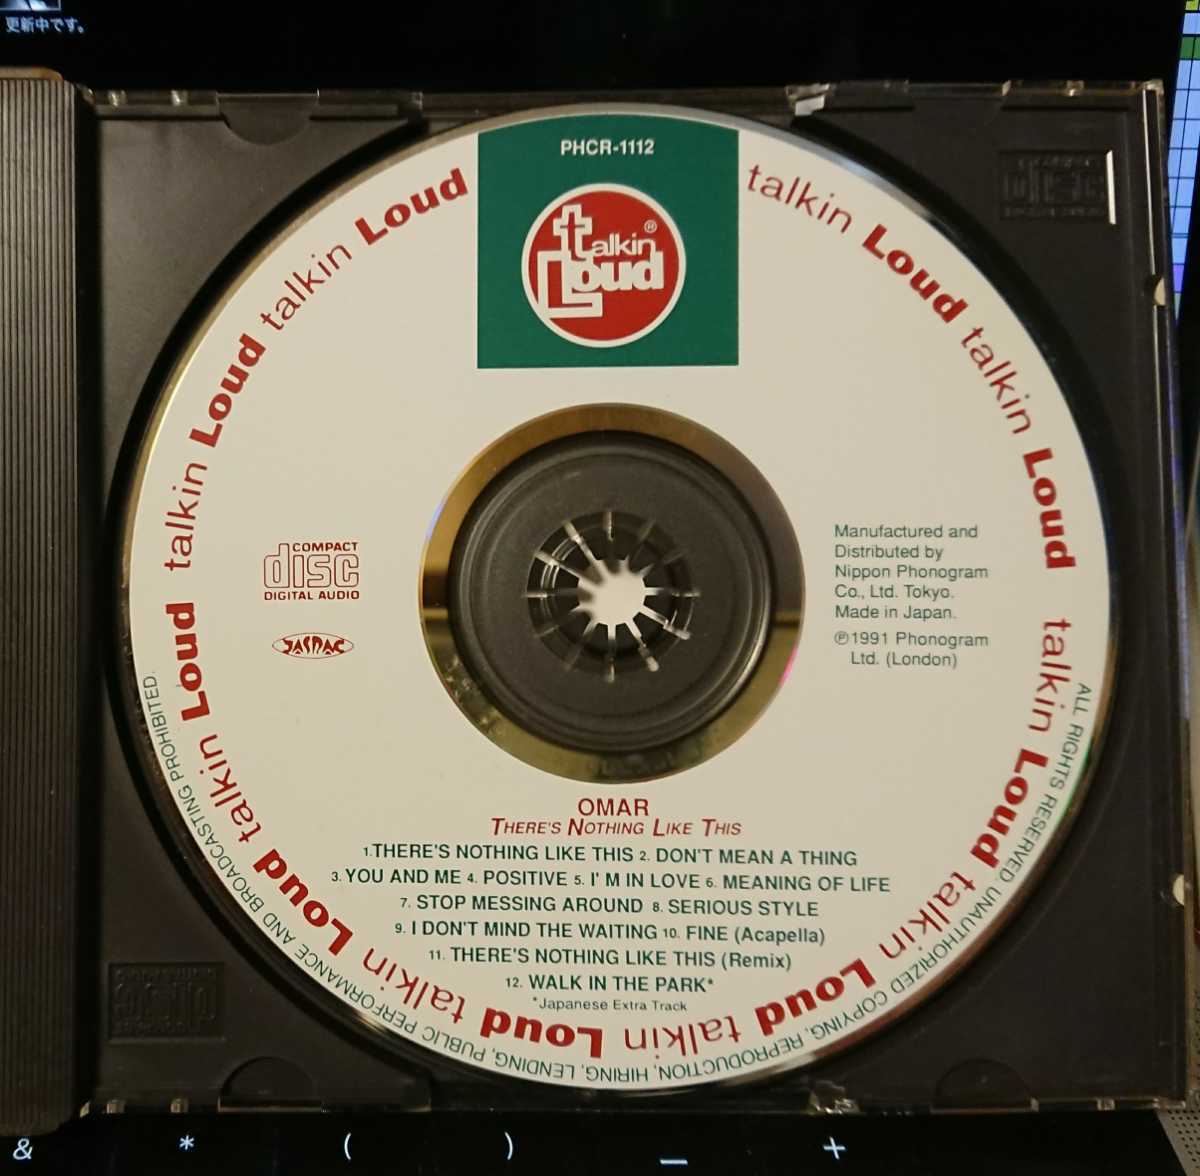 更新中です。
PHCR-1112
talkin Loud ®
talkin Loud talkin Loud talkin Loud talkin Loud talkin Loud talkin Loud talkin Loud talkin Loud talkin Loud talkin Loud
COMPACT
disc
DIGITAL AUDIO
JASRAC
Manufactured and
Distributed by
Nippon Phonogram
Co., Ltd. Tokyo.
Made in Japan.
℗1991 Phonogram
Ltd. (London)
OMAR
THERE'S NOTHING LIKE THIS
1.THERE'S NOTHING LIKE THIS 2. DON'T MEAN A THING
3. YOU AND ME 4. POSITIVE 5. I' M IN LOVE 6. MEANING OF LIFE
7. STOP MESSING AROUND 8. SERIOUS STYLE
9. I DON'T MIND THE WAITING 10. FINE (Acapella)
11. THERE'S NOTHING LIKE THIS (Remix)
12. WALK IN THE PARK*
*Japanese Extra Track
ALL RIGHTS RESERVED. UNAUTHORIZED COPYING, REPRODUCTION, HIRING, LENDING, PUBLIC PERFORMANCE AND BROADCASTING PROHIBITED.
& * ( ) _ +